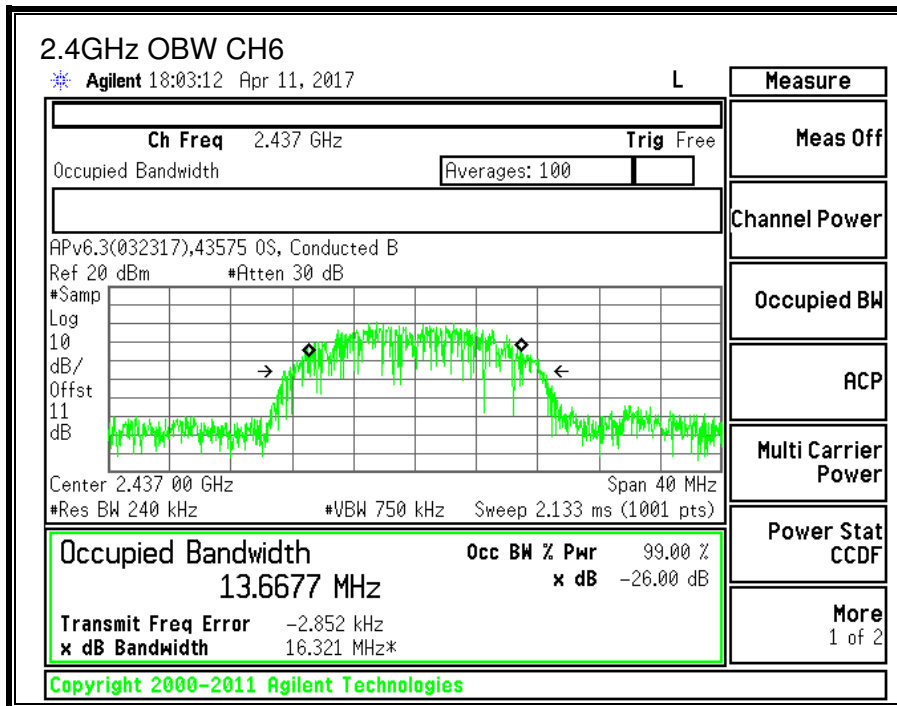 2.4GHz OBW CH6
Agilent 18:03:12 Apr 11, 2017 L
Ch Freq 2.437 GHz Trig Free
Occupied Bandwidth Averages: 100
APv6.3(032317),43575 OS, Conducted B
Ref 20 dBm #Atten 30 dB
#Samp
Log
10
dB/
Offst
11
dB
Center 2.437 00 GHz Span 40 MHz
#Res BW 240 kHz #VBW 750 kHz Sweep 2.133 ms (1001 pts)
Occupied Bandwidth Occ BW % Pwr 99.00 %
13.6677 MHz x dB -26.00 dB
Transmit Freq Error -2.852 kHz
x dB Bandwidth 16.321 MHz*
Copyright 2000-2011 Agilent Technologies
Measure
Meas Off
Channel Power
Occupied BW
ACP
Multi Carrier
Power
Power Stat
CCDF
More
1 of 2